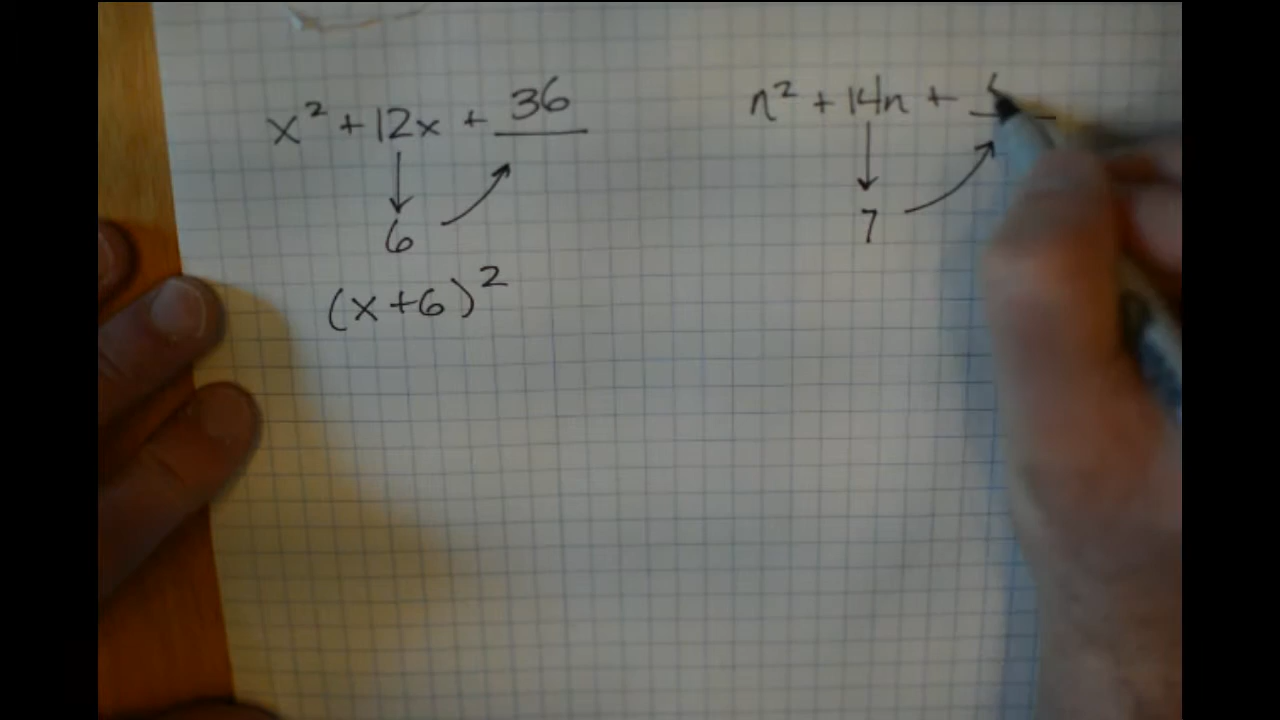 x² + 12x + 36
6
(x+6)²
n² + 14n +
7